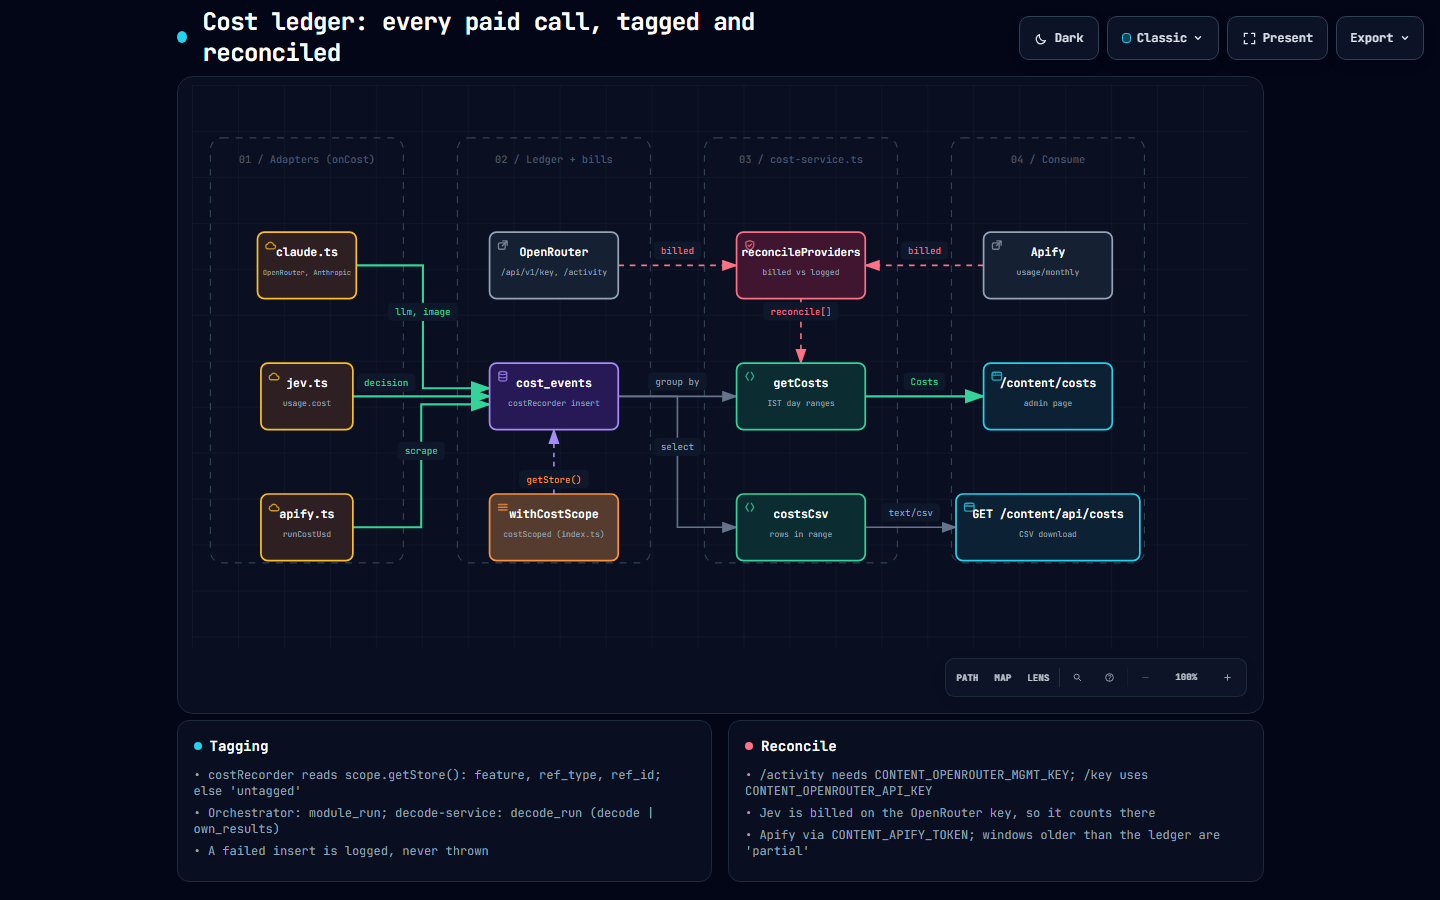 Cost ledger: every paid call, tagged and
reconciled
Dark
Classic
Present
Export
01 / Adapters (onCost)
02 / Ledger + bills
03 / cost-service.ts
04 / Consume
claude.ts
OpenRouter, Anthropic
OpenRouter
/api/v1/key, /activity
billed
reconcileProviders
billed vs logged
billed
Apify
usage/monthly
llm, image
reconcile[]
jev.ts
usage.cost
decision
cost_events
costRecorder insert
group by
getCosts
IST day ranges
Costs
/content/costs
admin page
scrape
select
getStore()
apify.ts
runCostUsd
withCostScope
costScoped (index.ts)
costsCsv
rows in range
text/csv
GET /content/api/costs
CSV download
PATH
MAP
LENS
100%
Tagging
• costRecorder reads scope.getStore(): feature, ref_type, ref_id;
else 'untagged'
• Orchestrator: module_run; decode-service: decode_run (decode |
own_results)
• A failed insert is logged, never thrown
Reconcile
• /activity needs CONTENT_OPENROUTER_MGMT_KEY; /key uses
CONTENT_OPENROUTER_API_KEY
• Jev is billed on the OpenRouter key, so it counts there
• Apify via CONTENT_APIFY_TOKEN; windows older than the ledger are
'partial'